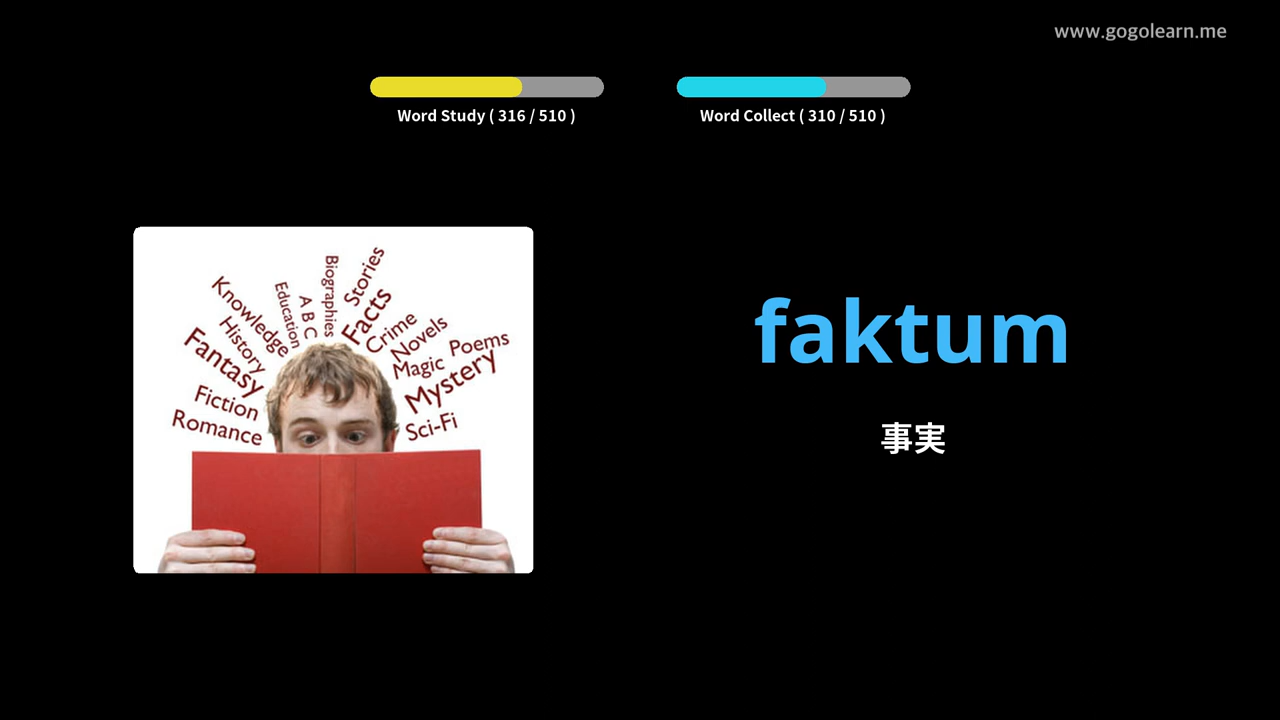 www.gogolearn.me
Word Study ( 316 / 510 )
Word Collect ( 310 / 510 )
Knowledge
History
Fantasy
Fiction
Romance
Education
A B C
Biographies
Stories
Facts
Crime
Novels
Magic
Poems
Mystery
Sci-Fi
faktum
事実